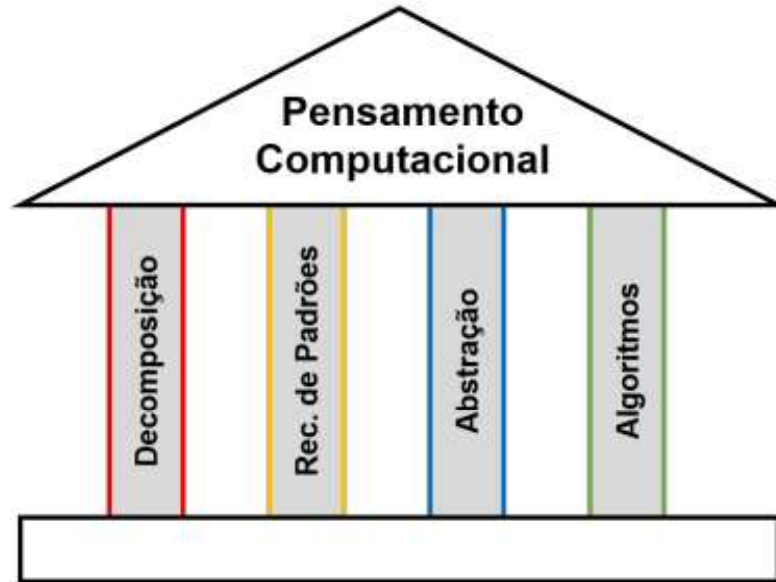 Pensamento
Computacional
Decomposição
Rec. de Padrões
Abstração
Algoritmos